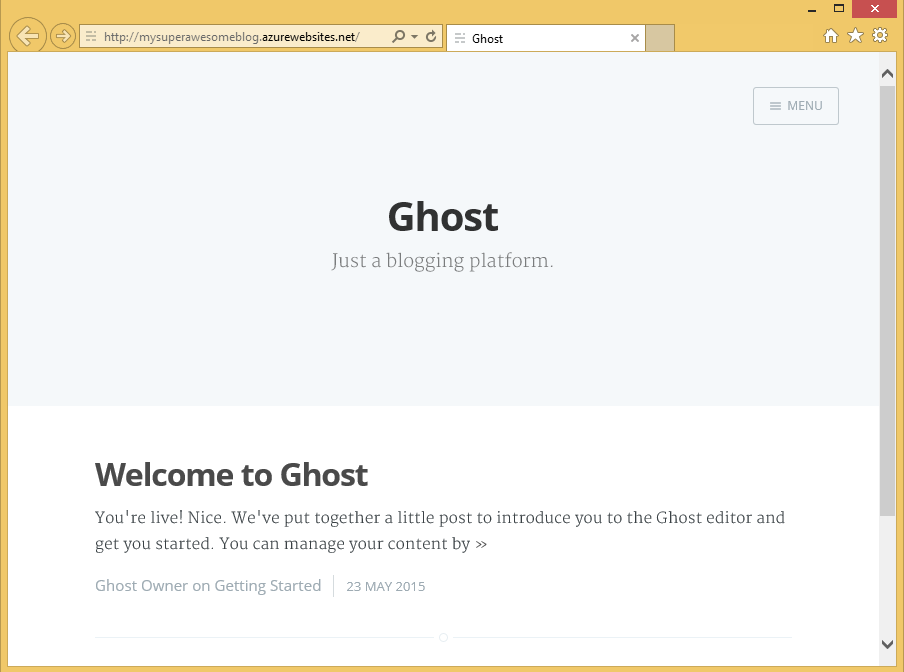 http://mysuperawesomeblog.azurewebsites.net/
Ghost
MENU
Ghost
Just a blogging platform.
Welcome to Ghost
You're live! Nice. We've put together a little post to introduce you to the Ghost editor and
get you started. You can manage your content by »
Ghost Owner on Getting Started
23 MAY 2015